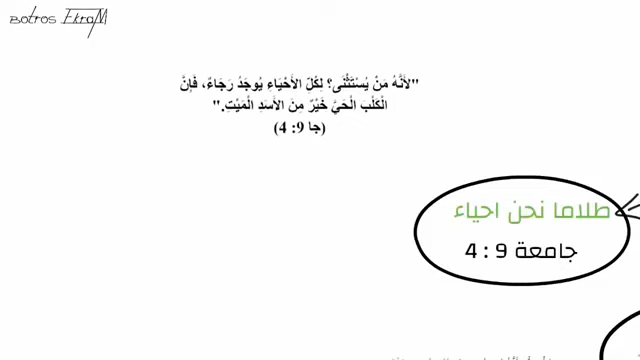 Botros Ekram
"لأَنَّهُ مَنْ يُسْتَثْنَى؟ لِكُلِّ الأَحْيَاءِ يُوجَدُ رَجَاءٌ، فَإِنَّ
الْكَلْبَ الْحَيَّ خَيْرٌ مِنَ الأَسَدِ الْمَيْتِ."
(جا 9: 4)
طلاما نحن احياء
جامعة 9 : 4